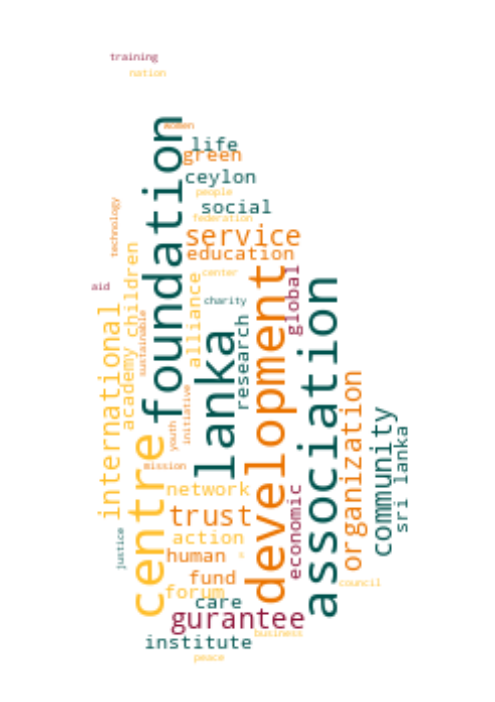 training
nation
women
life
green
ceylon
people
social
federation
technology
service
education
center
aid
charity
foundation
children
academy
international
sustainable
alliance
global
research
lanka
development
association
initiative
youth
mission
centre
network
trust
action
s
human
fund
forum
care
gurantee
institute
business
peace
justice
economic
organization
community
sri lanka
council